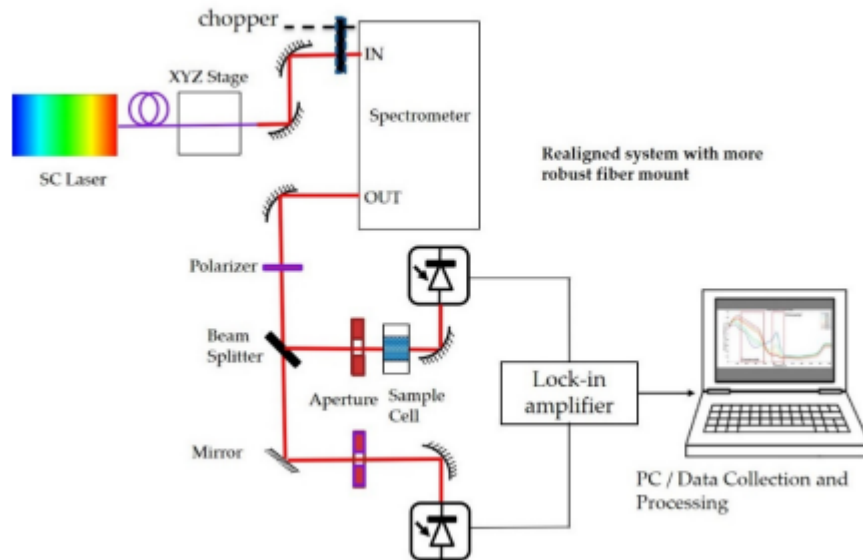 chopper
XYZ Stage
IN
Spectrometer
SC Laser
Realigned system with more
robust fiber mount
OUT
Polarizer
Beam
Splitter
Aperture
Sample
Cell
Lock-in
amplifier
Mirror
PC / Data Collection and
Processing